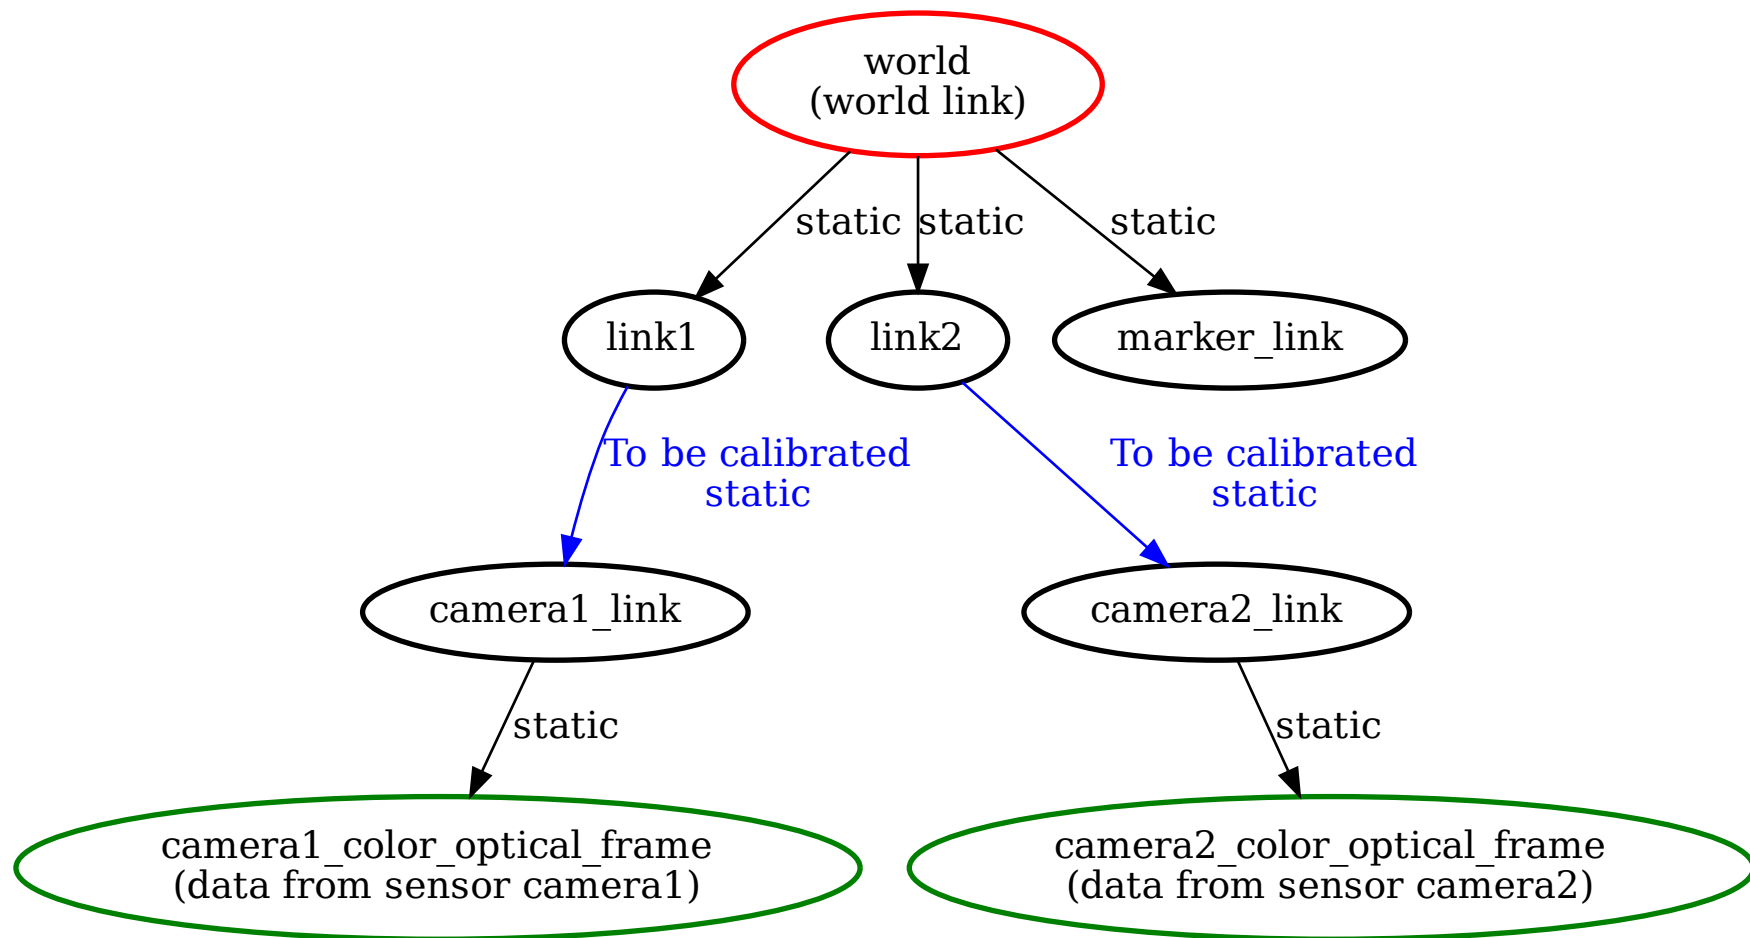 world
(world link)
static
static
static
link1
link2
marker_link
To be calibrated
static
To be calibrated
static
camera1_link
camera2_link
static
static
camera1_color_optical_frame
(data from sensor camera1)
camera2_color_optical_frame
(data from sensor camera2)